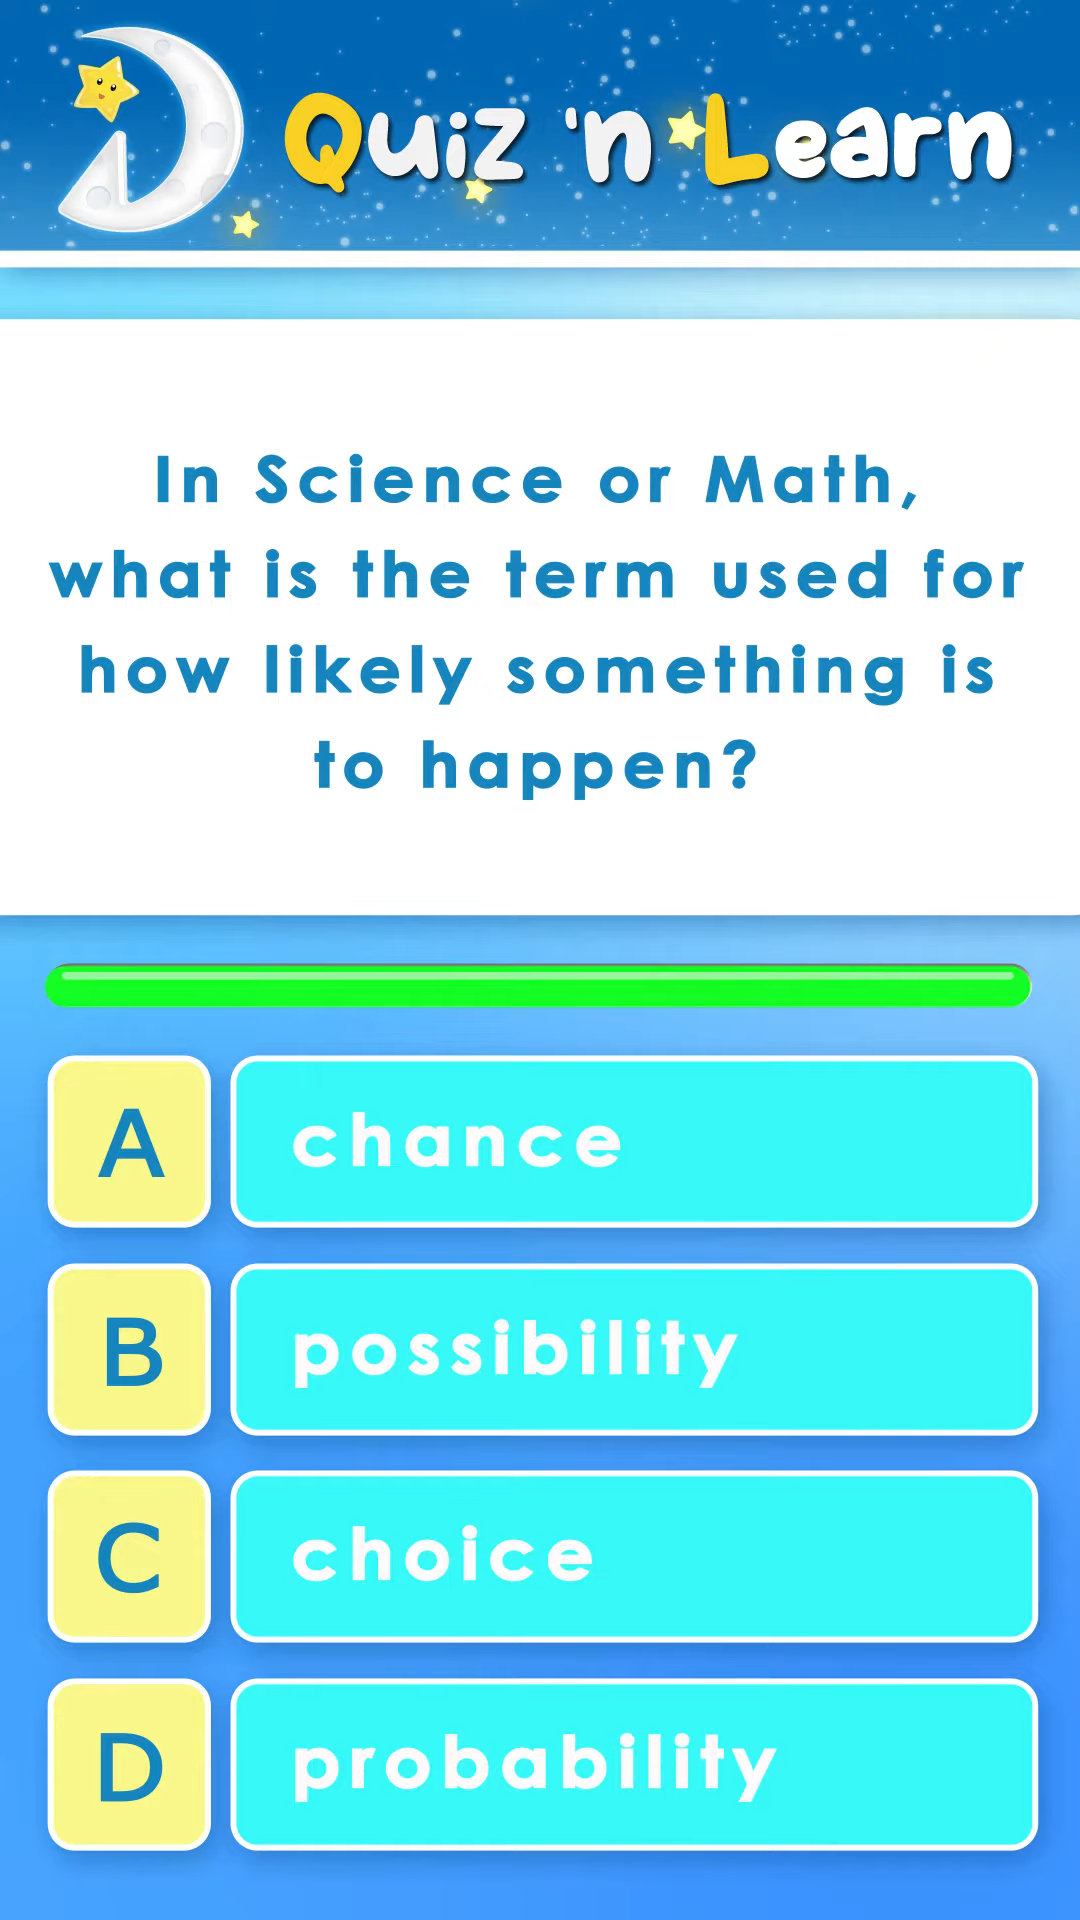 Quiz 'n Learn
In Science or Math,
what is the term used for
how likely something is
to happen?
A chance
B possibility
C choice
D probability